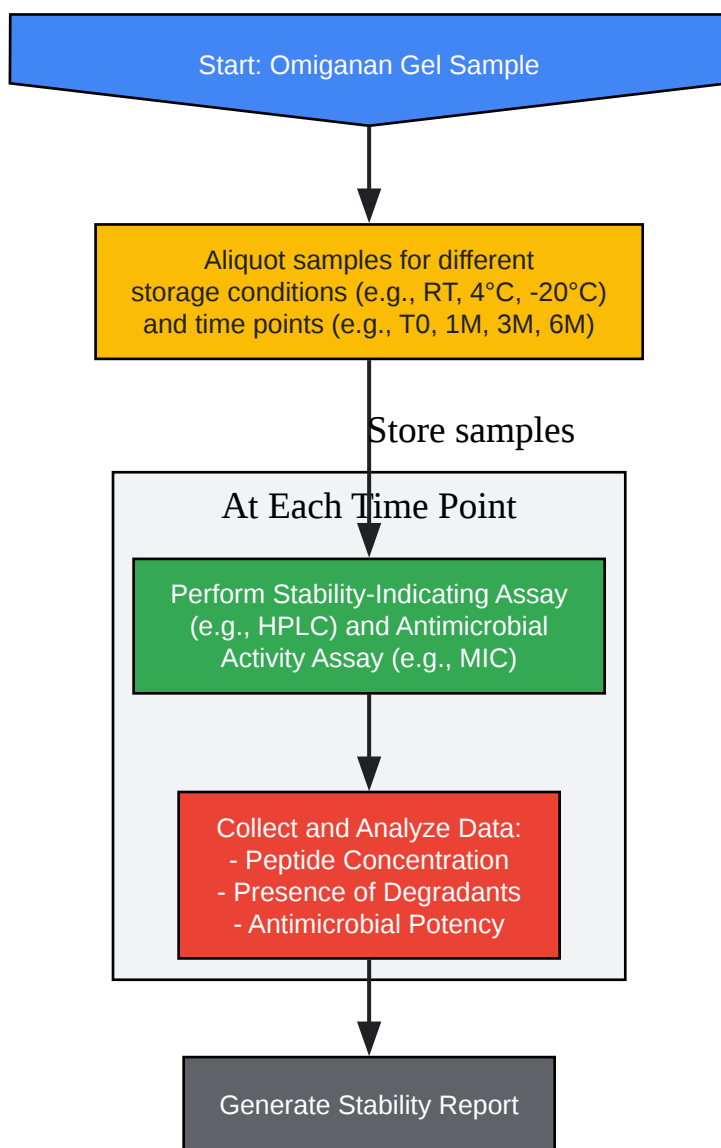 Start: Omiganan Gel Sample
Aliquot samples for different
storage conditions (e.g., RT, 4°C, -20°C)
and time points (e.g., T0, 1M, 3M, 6M)
Store samples
At Each Time Point
Perform Stability-Indicating Assay
(e.g., HPLC) and Antimicrobial
Activity Assay (e.g., MIC)
Collect and Analyze Data:
- Peptide Concentration
- Presence of Degradants
- Antimicrobial Potency
Generate Stability Report